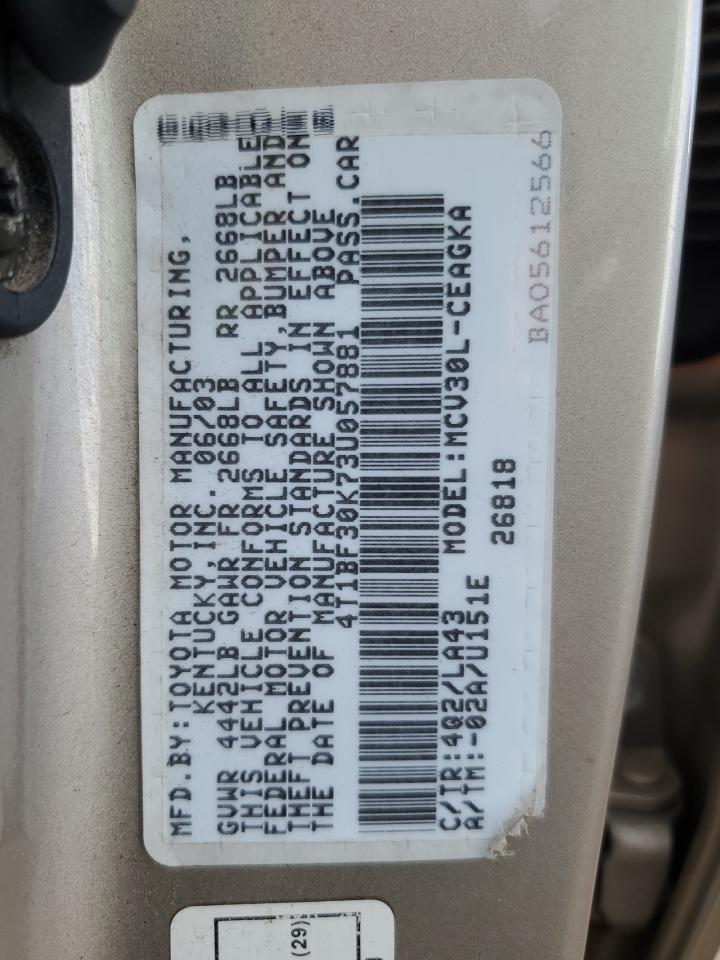 MFD.BY:TOYOTA MOTOR MANUFACTURING,
KENTUCKY,INC. 06/03
GVWR 4442LB GAWR FR 2668LB RR 2668LB
THIS VEHICLE CONFORMS TO ALL APPLICABLE
FEDERAL MOTOR VEHICLE SAFETY,BUMPER AND
THEFT PREVENTION STANDARDS IN EFFECT ON
THE DATE OF MANUFACTURE SHOWN ABOVE
4T1BF30K73U057881 PASS.CAR
C/TR:4Q2/LA43 MODEL:MCV30L-CEAGKA
A/TM:-02A/U151E 26818
BA05612566
(29)